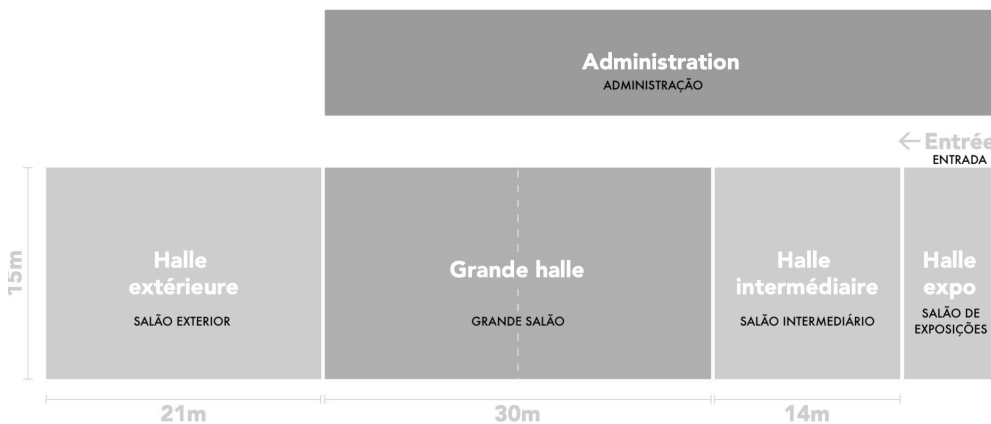 Administration
ADMINISTRAÇÃO
← Entrée
ENTRADA
15m
Halle
extérieure
SALÃO EXTERIOR
Grande halle
GRANDE SALÃO
Halle
intermédiaire
SALÃO INTERMEDIÁRIO
Halle
expo
SALÃO DE
EXPOSIÇÕES
21m
30m
14m